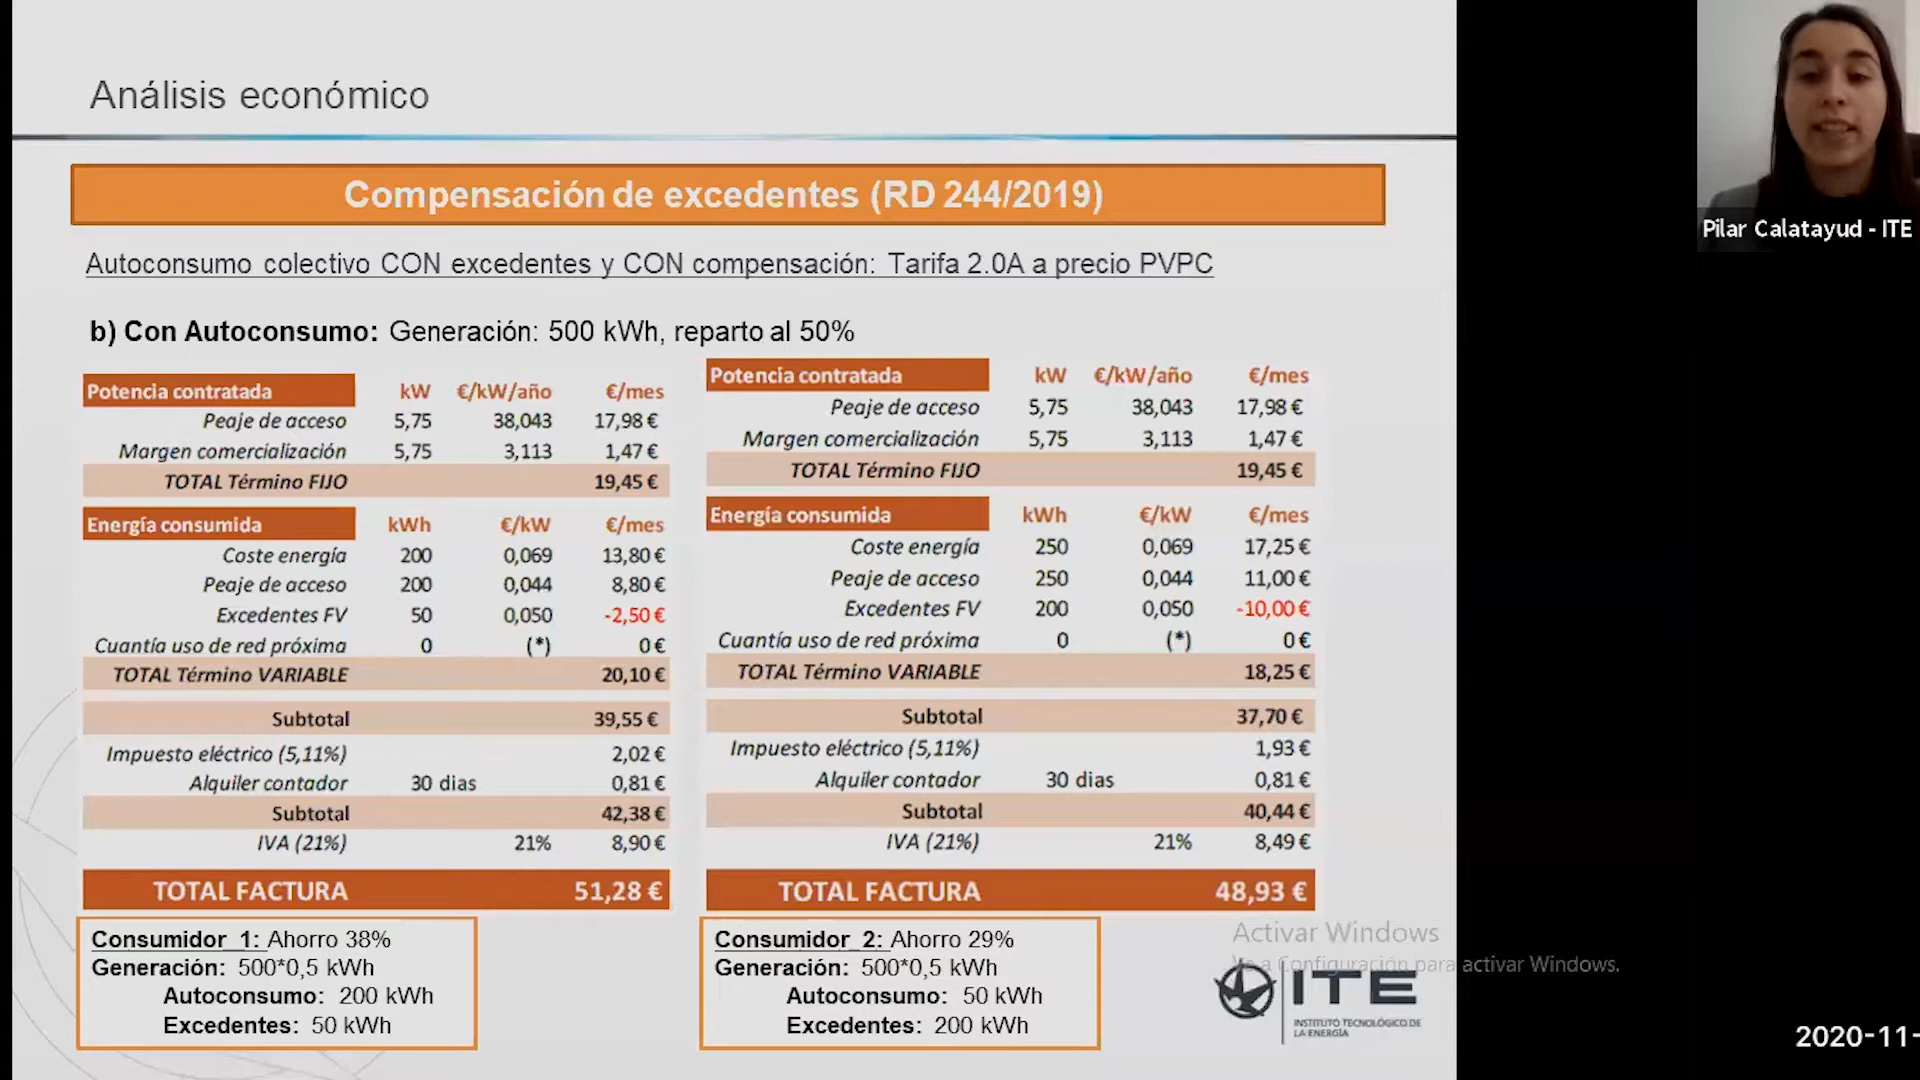 Análisis económico
Compensación de excedentes (RD 244/2019)
Autoconsumo colectivo CON excedentes y CON compensación: Tarifa 2.0A a precio PVPC
b) Con Autoconsumo: Generación: 500 kWh, reparto al 50%
Potencia contratada kW €/kW/año €/mes
Peaje de acceso 5,75 38,043 17,98 €
Margen comercialización 5,75 3,113 1,47 €
TOTAL Término FIJO 19,45 €
Energía consumida kWh €/kW €/mes
Coste energía 200 0,069 13,80 €
Peaje de acceso 200 0,044 8,80 €
Excedentes FV 50 0,050 -2,50 €
Cuantía uso de red próxima 0 (*) 0 €
TOTAL Término VARIABLE 20,10 €
Subtotal 39,55 €
Impuesto eléctrico (5,11%) 2,02 €
Alquiler contador 30 dias 0,81 €
Subtotal 42,38 €
IVA (21%) 21% 8,90 €
TOTAL FACTURA 51,28 €
Consumidor_1: Ahorro 38%
Generación: 500*0,5 kWh
Autoconsumo: 200 kWh
Excedentes: 50 kWh
Potencia contratada kW €/kW/año €/mes
Peaje de acceso 5,75 38,043 17,98 €
Margen comercialización 5,75 3,113 1,47 €
TOTAL Término FIJO 19,45 €
Energía consumida kWh €/kW €/mes
Coste energía 250 0,069 17,25 €
Peaje de acceso 250 0,044 11,00 €
Excedentes FV 200 0,050 -10,00 €
Cuantía uso de red próxima 0 (*) 0 €
TOTAL Término VARIABLE 18,25 €
Subtotal 37,70 €
Impuesto eléctrico (5,11%) 1,93 €
Alquiler contador 30 dias 0,81 €
Subtotal 40,44 €
IVA (21%) 21% 8,49 €
TOTAL FACTURA 48,93 €
Consumidor_2: Ahorro 29%
Generación: 500*0,5 kWh
Autoconsumo: 50 kWh
Excedentes: 200 kWh
Activar Windows
Ve a Configuración para activar Windows.
ITE
INSTITUTO TECNOLÓGICO DE
LA ENERGÍA
Pilar Calatayud - ITE
2020-11-